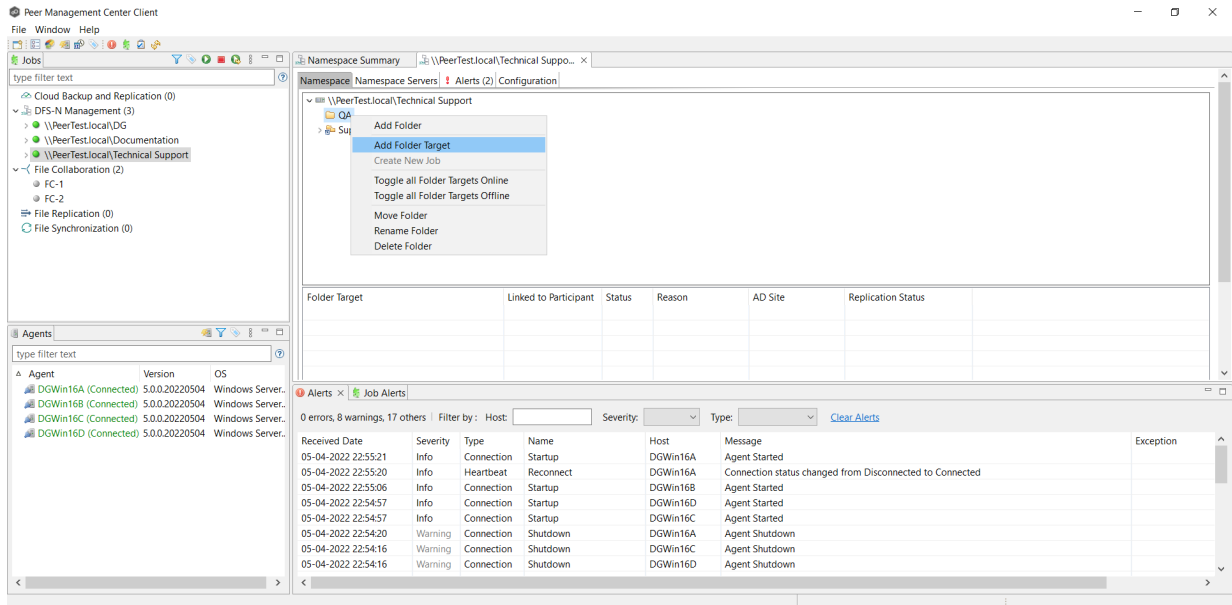 Peer Management Center Client
File Window Help
Jobs
type filter text
Cloud Backup and Replication (0)
DFS-N Management (3)
\\PeerTest.local\DG
\\PeerTest.local\Documentation
\\PeerTest.local\Technical Support
File Collaboration (2)
FC-1
FC-2
File Replication (0)
File Synchronization (0)
Namespace Summary \\PeerTest.local\Technical Suppo...
Namespace Namespace Servers Alerts (2) Configuration
\\PeerTest.local\Technical Support
QA
Sup
Add Folder
Add Folder Target
Create New Job
Toggle all Folder Targets Online
Toggle all Folder Targets Offline
Move Folder
Rename Folder
Delete Folder
Folder Target Linked to Participant Status Reason AD Site Replication Status
Agents
type filter text
Agent Version OS
DGWin16A (Connected) 5.0.0.20220504 Windows Server...
DGWin16B (Connected) 5.0.0.20220504 Windows Server...
DGWin16C (Connected) 5.0.0.20220504 Windows Server...
DGWin16D (Connected) 5.0.0.20220504 Windows Server...
Alerts Job Alerts
0 errors, 8 warnings, 17 others Filter by : Host: Severity: Type: Clear Alerts
Received Date Severity Type Name Host Message Exception
05-04-2022 22:55:21 Info Connection Startup DGWin16A Agent Started
05-04-2022 22:55:20 Info Heartbeat Reconnect DGWin16A Connection status changed from Disconnected to Connected
05-04-2022 22:55:06 Info Connection Startup DGWin16B Agent Started
05-04-2022 22:54:57 Info Connection Startup DGWin16D Agent Started
05-04-2022 22:54:57 Info Connection Startup DGWin16C Agent Started
05-04-2022 22:54:20 Warning Connection Shutdown DGWin16A Agent Shutdown
05-04-2022 22:54:16 Warning Connection Shutdown DGWin16C Agent Shutdown
05-04-2022 22:54:16 Warning Connection Shutdown DGWin16D Agent Shutdown